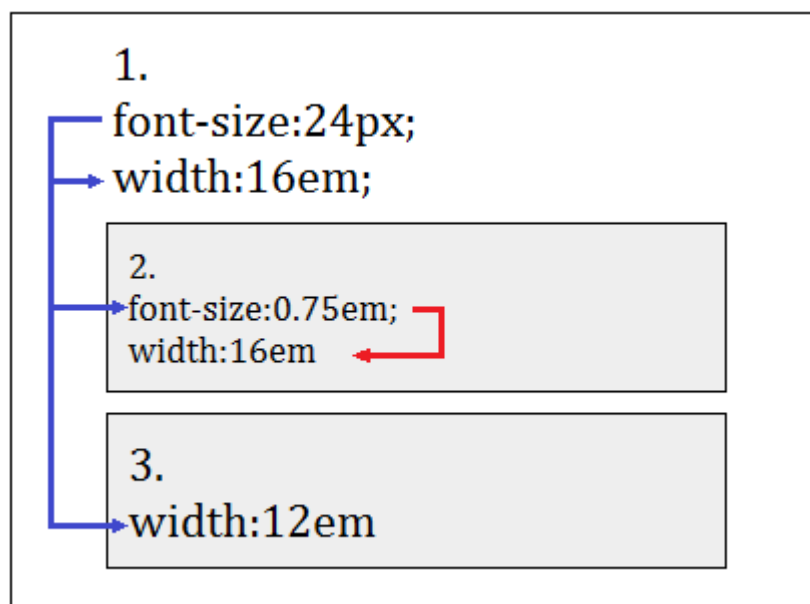 1.
font-size:24px;
width:16em;
2.
font-size:0.75em;
width:16em
3.
width:12em